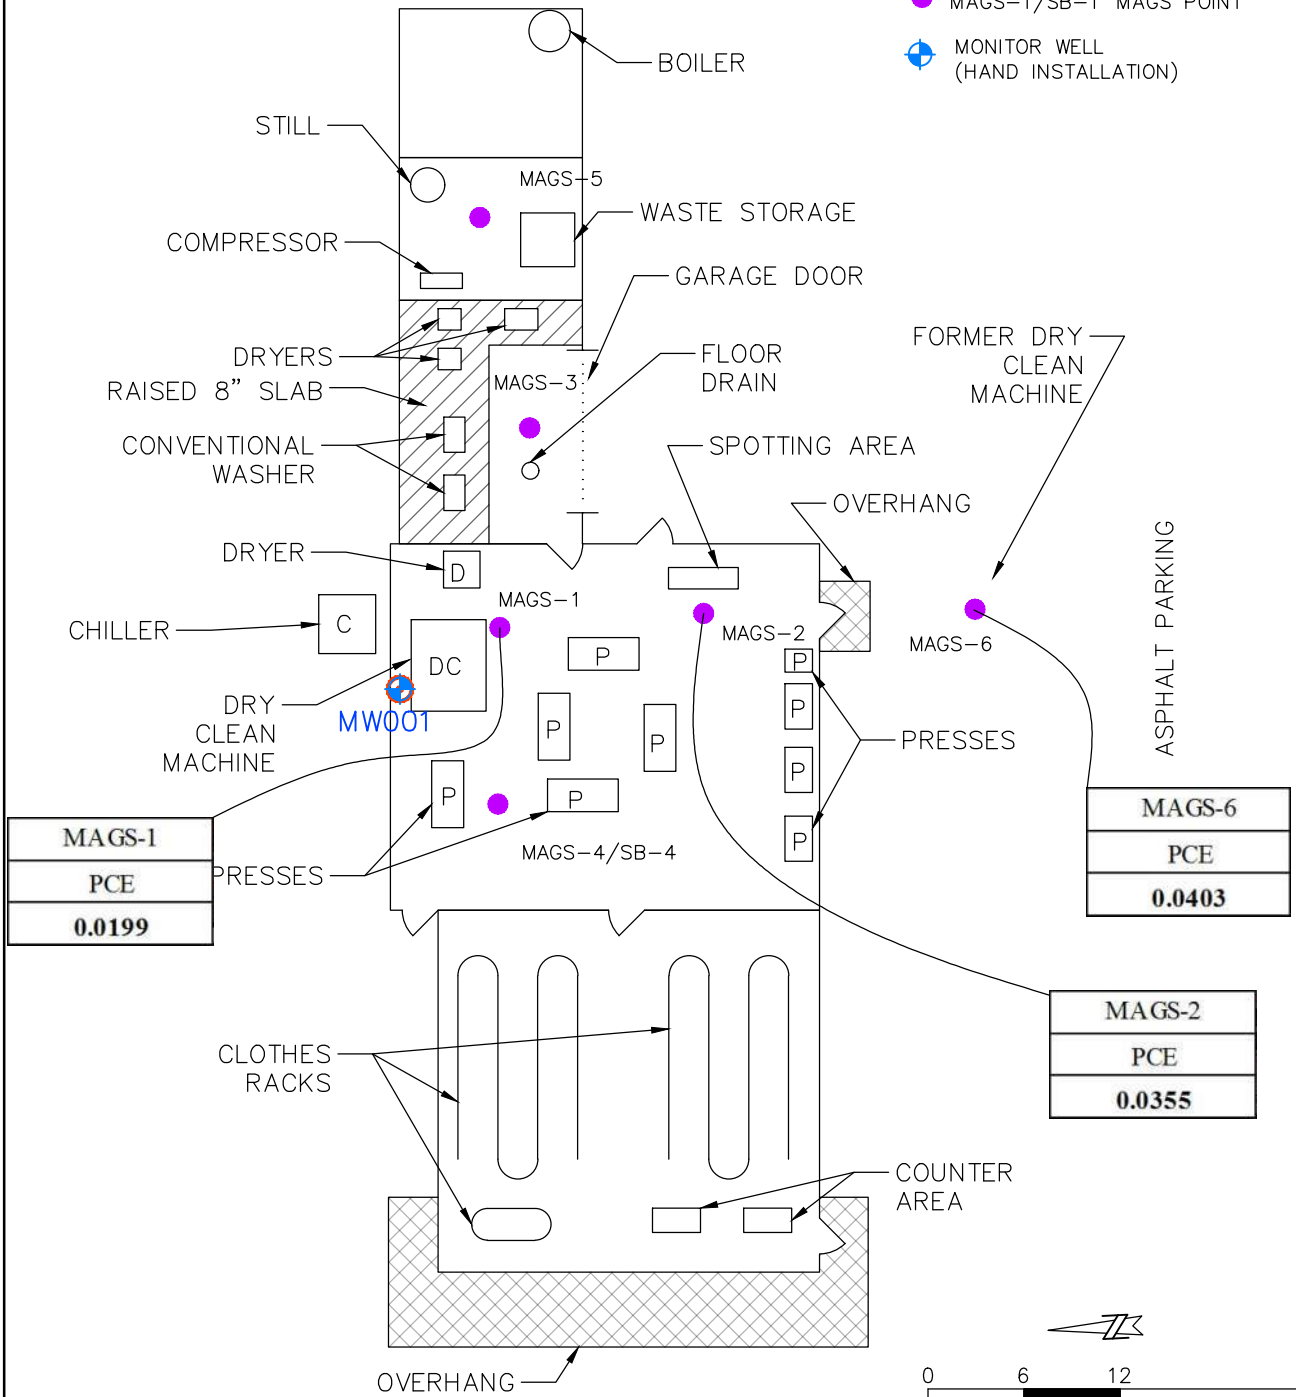 MAGS-1/SB-1 MAGS POINT
MONITOR WELL
(HAND INSTALLATION)
BOILER
STILL
MAGS-5
WASTE STORAGE
COMPRESSOR
GARAGE DOOR
DRYERS
FLOOR
DRAIN
FORMER DRY
CLEAN
MACHINE
MAGS-3
RAISED 8" SLAB
CONVENTIONAL
WASHER
SPOTTING AREA
OVERHANG
DRYER
D
MAGS-1
CHILLER
C
MAGS-2
MAGS-6
ASPHALT PARKING
DC
P
P
DRY
CLEAN
MACHINE
MW001
P
P
P
PRESSES
P
P
P
P
MAGS-4/SB-4
PRESSES
MAGS-1
PCE
0.0199
MAGS-6
PCE
0.0403
MAGS-2
PCE
0.0355
CLOTHES
RACKS
COUNTER
AREA
OVERHANG
0 6 12